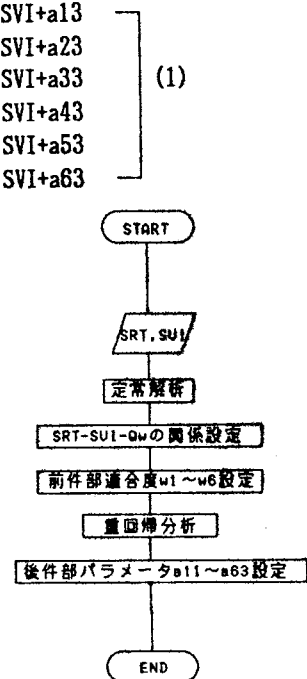 SVI+a13
SVI+a23
SVI+a33
(1)
SVI+a43
SVI+a53
SVI+a63
START
SRT,SVI
定常解析
SRT-SVI-Qwの関係設定
前件部適合度w1～w6設定
重回帰分析
後件部パラメータa11～a63設定
END